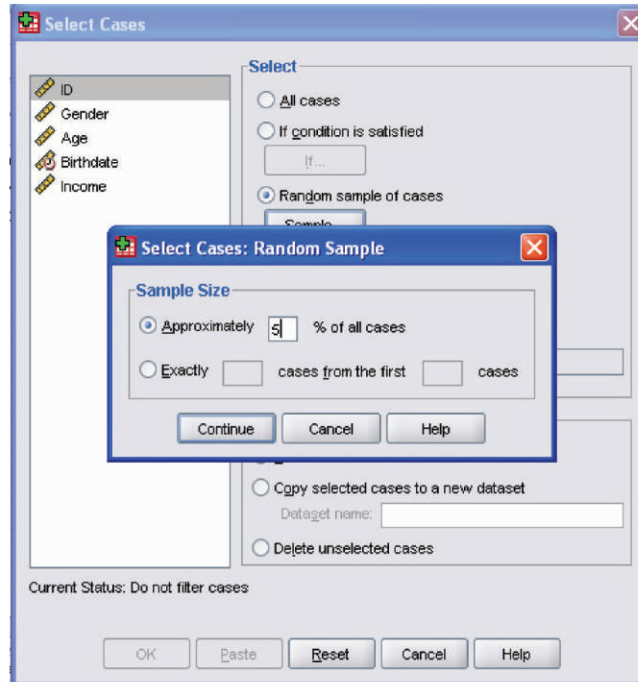 Select Cases
ID
Gender
Age
Birthdate
Income
Select
All cases
If condition is satisfied
If...
Random sample of cases
Select Cases: Random Sample
Sample Size
Approximately 5 % of all cases
Exactly cases from the first cases
Continue Cancel Help
Copy selected cases to a new dataset
Dataset name:
Delete unselected cases
Current Status: Do not filter cases
OK Paste Reset Cancel Help